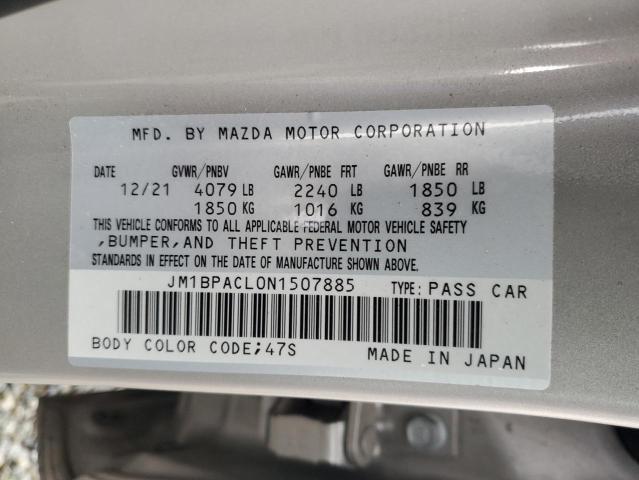 MFD. BY MAZDA MOTOR CORPORATION
DATE GVWR/PNBV GAWR/PNBE FRT GAWR/PNBE RR
12/21 4079 LB 2240 LB 1850 LB
1850 KG 1016 KG 839 KG
THIS VEHICLE CONFORMS TO ALL APPLICABLE FEDERAL MOTOR VEHICLE SAFETY
,BUMPER,AND THEFT PREVENTION
STANDARDS IN EFFECT ON THE DATE OF MANUFACTURE SHOWN ABOVE.
JM1BPACL0N1507885 TYPE: PASS CAR
BODY COLOR CODE;47S MADE IN JAPAN